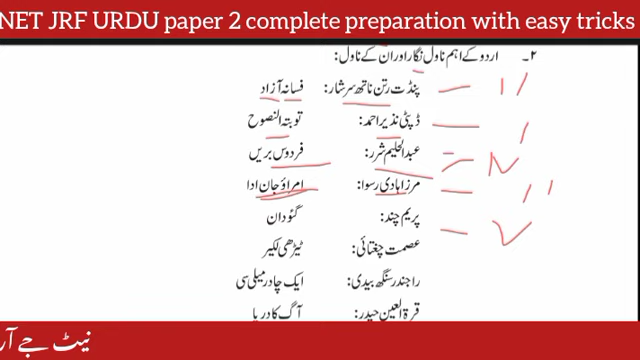 NET JRF URDU paper 2 complete preparation with easy tricks
۲۔ اردو کے اہم ناول نگار اور ان کے ناول:
پنڈت رتن ناتھ سرشار: فسانہ آزاد
ڈپٹی نذیر احمد: توبتہ النصوح
عبدالحلیم شرر: فردوس بریں
مرزا ہادی رسوا: امراؤ جان ادا
پریم چند: گئودان
عصمت چغتائی: ٹیڑھی لکیر
راجندر سنگھ بیدی: ایک چادر میلی سی
قرۃ العین حیدر: آگ کا دریا
نیٹ جے آر